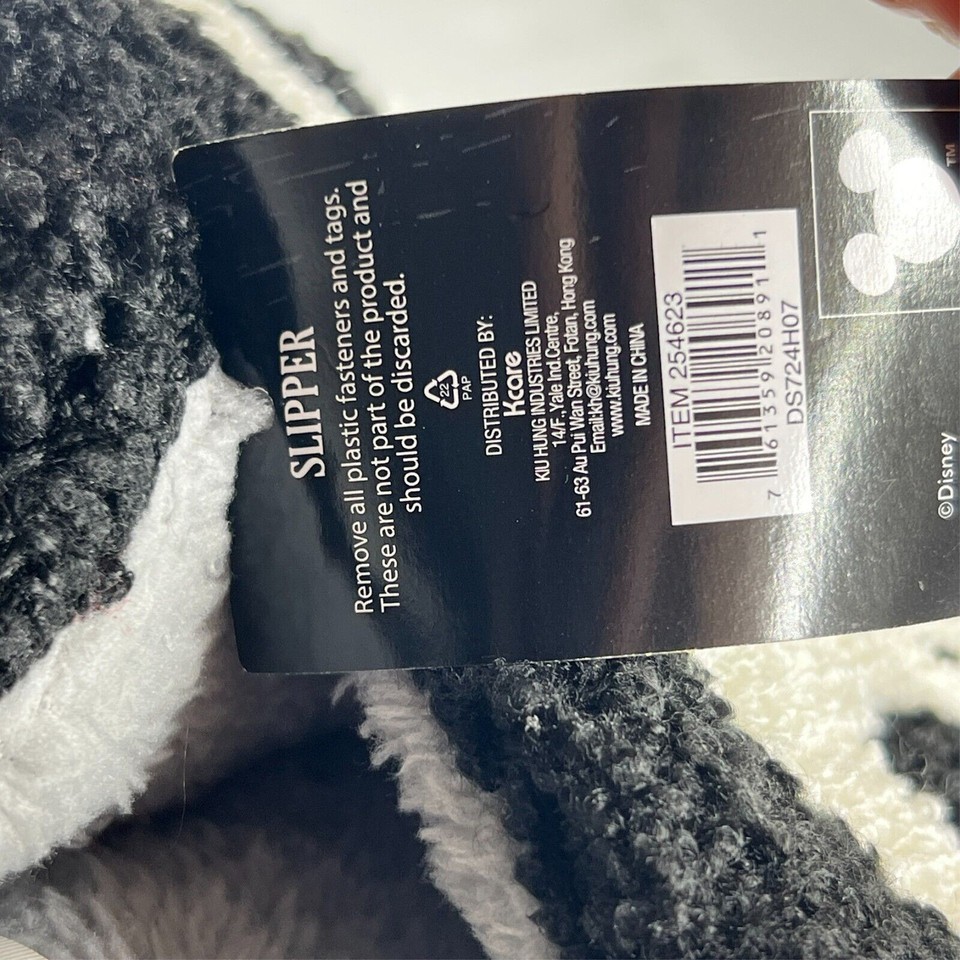 SLIPPER
Remove all plastic fasteners and tags.
These are not part of the product and
should be discarded.
22
PAP
DISTRIBUTED BY:
Kcare
KIU HUNG INDUSTRIES LIMITED
14/F.,Yale Ind.Centre,
61-63 Au Pui Wan Street, Fotan, Hong Kong
Email:kh@kiuhung.com
www.kiuhung.com
MADE IN CHINA
ITEM 254623
7 61359 20891 1
DS724H07
TM
©Disney